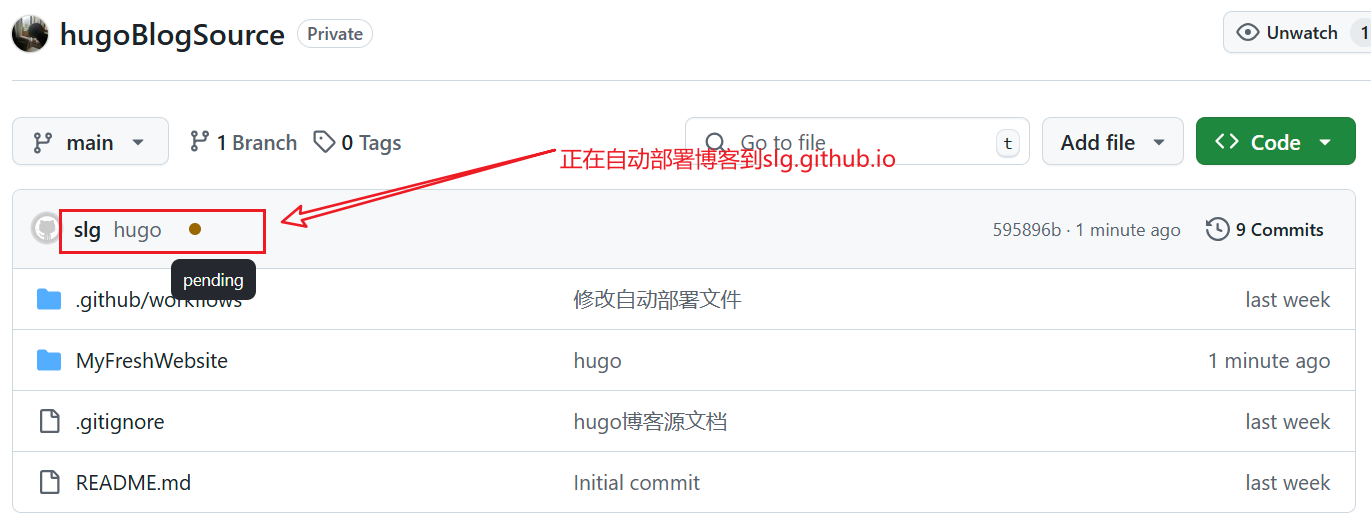 hugoBlogSource Private
Unwatch 1
main 1 Branch 0 Tags Go to file t Add file Code
正在自动部署博客到slg.github.io
slg hugo 595896b · 1 minute ago 9 Commits
pending
.github/workflows 修改自动部署文件 last week
MyFreshWebsite hugo 1 minute ago
.gitignore hugo博客源文档 last week
README.md Initial commit last week